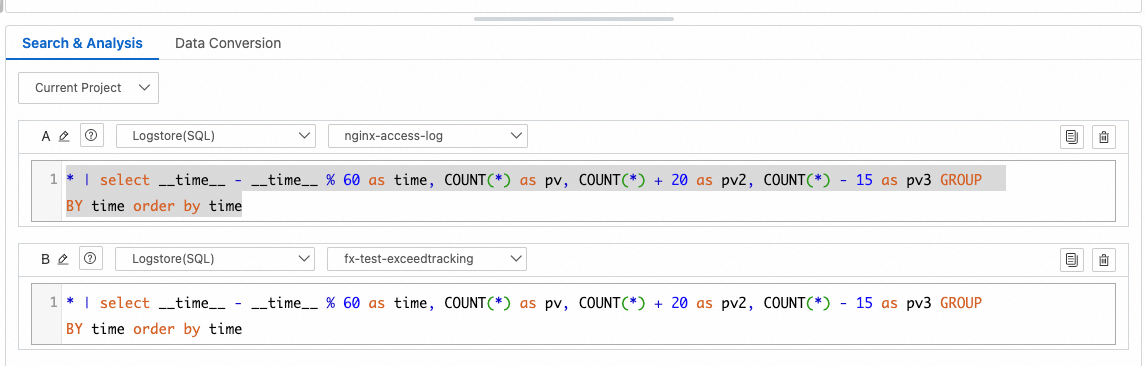 Search & Analysis Data Conversion
Current Project
A Logstore(SQL) nginx-access-log
1 * | select __time__ - __time__ % 60 as time, COUNT(*) as pv, COUNT(*) + 20 as pv2, COUNT(*) - 15 as pv3 GROUP
BY time order by time
B Logstore(SQL) fx-test-exceedtracking
1 * | select __time__ - __time__ % 60 as time, COUNT(*) as pv, COUNT(*) + 20 as pv2, COUNT(*) - 15 as pv3 GROUP
BY time order by time